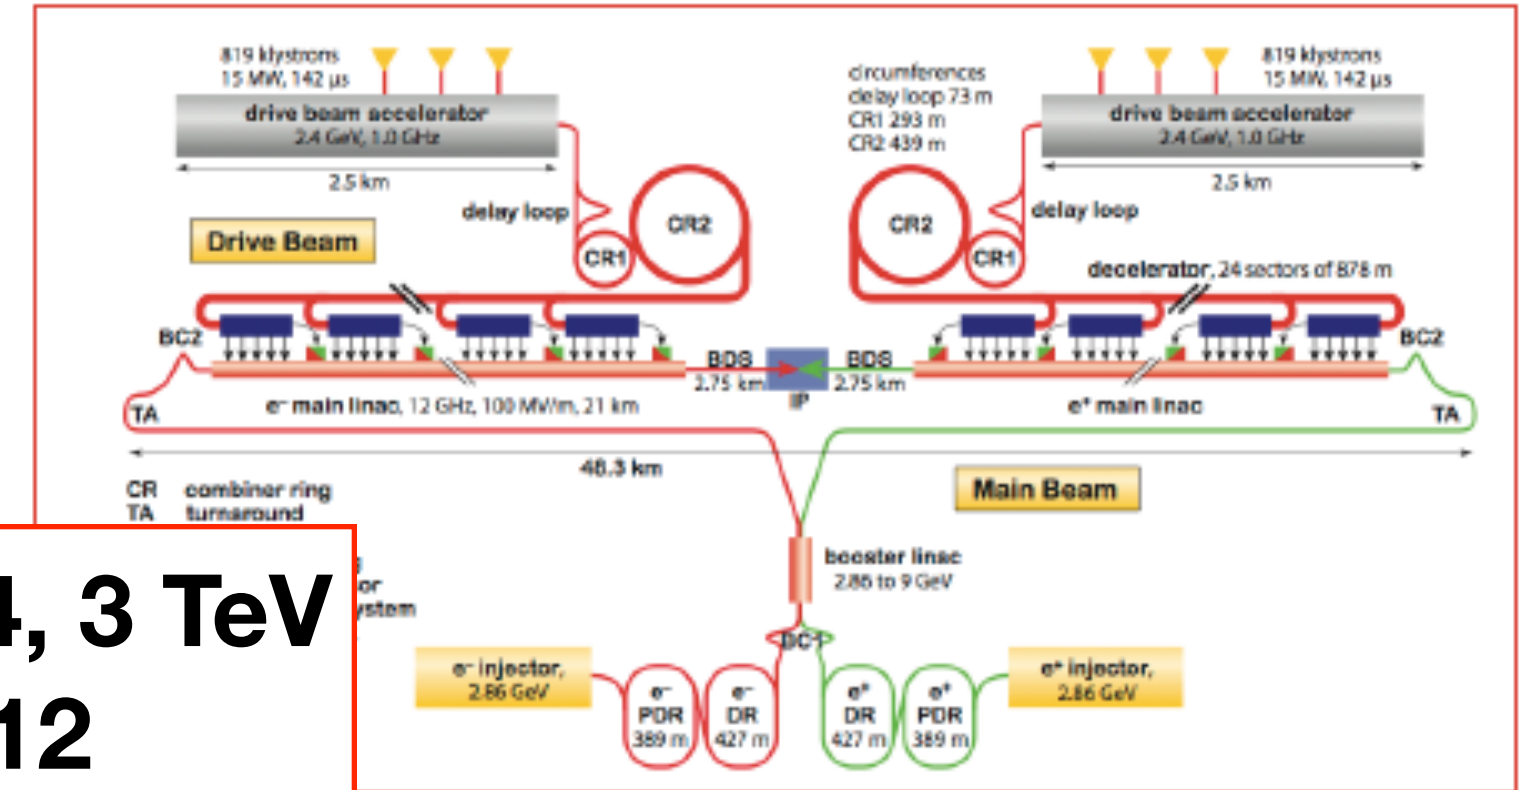 819 klystrons
15 MW, 142 µs
drive beam accelerator
2.4 GeV, 1.0 GHz
2.5 km
delay loop
CR2
CR1
Drive Beam
circumferences
delay loop 73 m
CR1 293 m
CR2 439 m
819 klystrons
15 MW, 142 µs
drive beam accelerator
2.4 GeV, 1.0 GHz
2.5 km
delay loop
CR2
CR1
decelerator, 24 sectors of 878 m
BC2
BDS
2.75 km
IP
BDS
2.75 km
BC2
TA
e⁻ main linac, 12 GHz, 100 MV/m, 21 km
e⁺ main linac
TA
48.3 km
CR combiner ring
TA turnaround
Main Beam
booster linac
2.86 to 9 GeV
4, 3 TeV
12
or
ystem
BC1
e⁻ injector,
2.86 GeV
e⁻
PDR
389 m
e⁻
DR
427 m
e⁺
DR
427 m
e⁺
PDR
389 m
e⁺ injector,
2.86 GeV